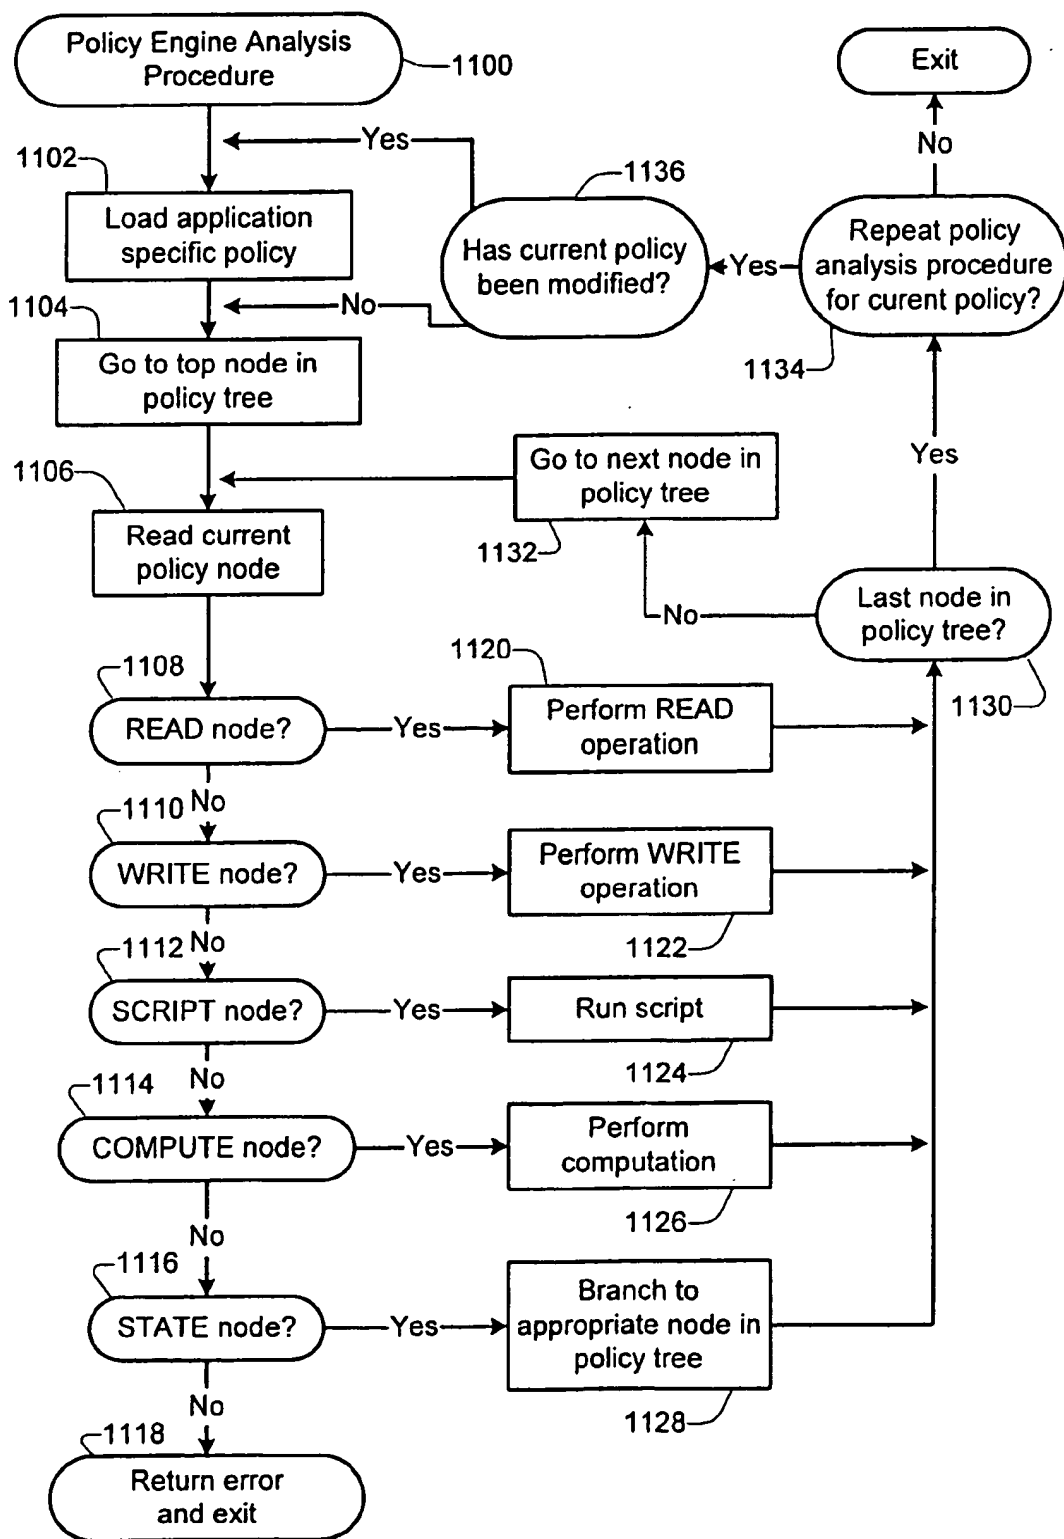 Policy Engine Analysis
Procedure
1100
Exit
Yes
No
1102
1136
Load application
specific policy
Has current policy
been modified?
Yes
Repeat policy
analysis procedure
for curent policy?
No
1104
1134
Go to top node in
policy tree
Yes
1106
Go to next node in
policy tree
Read current
policy node
1132
No
Last node in
policy tree?
1130
1108
1120
READ node?
Yes
Perform READ
operation
No
1110
WRITE node?
Yes
Perform WRITE
operation
1122
No
1112
SCRIPT node?
Yes
Run script
1124
No
1114
COMPUTE node?
Yes
Perform
computation
1126
No
1116
STATE node?
Yes
Branch to
appropriate node in
policy tree
1128
No
1118
Return error
and exit